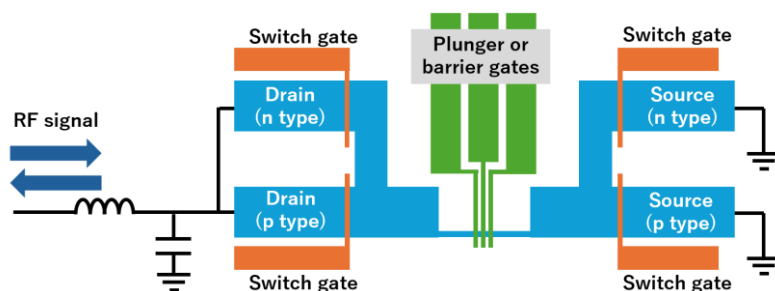 Switch gate
Plunger or
barrier gates
Switch gate
Drain
(n type)
Source
(n type)
RF signal
Drain
(p type)
Source
(p type)
Switch gate
Switch gate